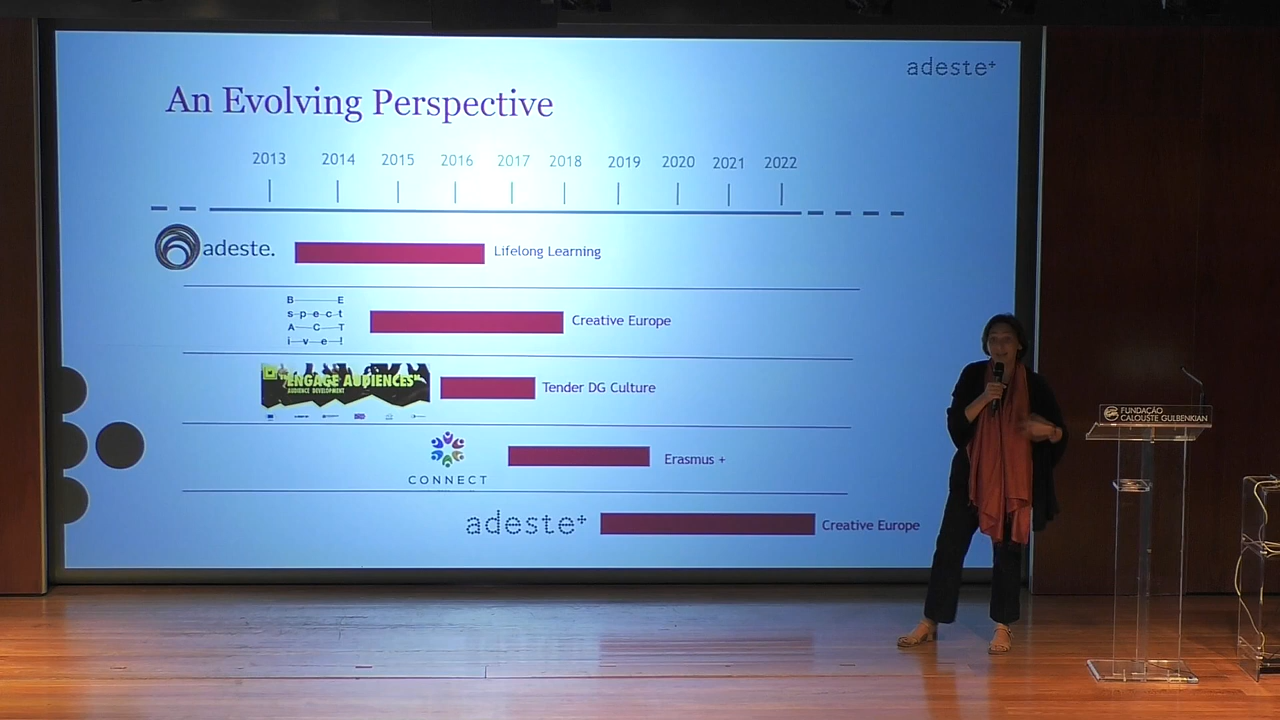 adeste+
An Evolving Perspective
2013 2014 2015 2016 2017 2018 2019 2020 2021 2022
adeste.
Lifelong Learning
B E
s p e c t
A C T
i v e !
Creative Europe
"ENGAGE AUDIENCES"
AUDIENCE DEVELOPMENT
Tender DG Culture
CONNECT
Erasmus +
adeste+
Creative Europe
FUNDAÇÃO
CALOUSTE GULBENKIAN